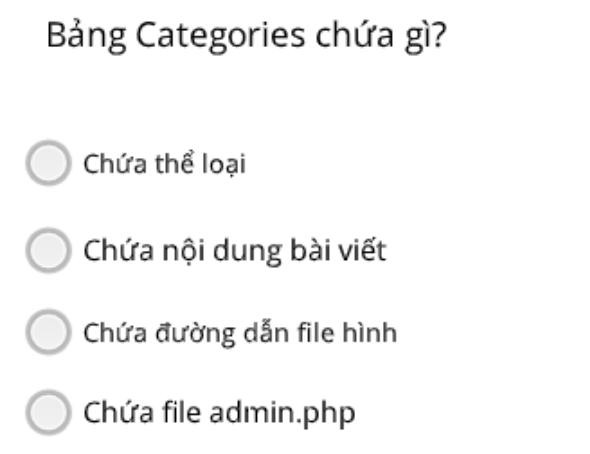 Bảng Categories chứa gì?
Chứa thể loại
Chứa nội dung bài viết
Chứa đường dẫn file hình
Chứa file admin.php